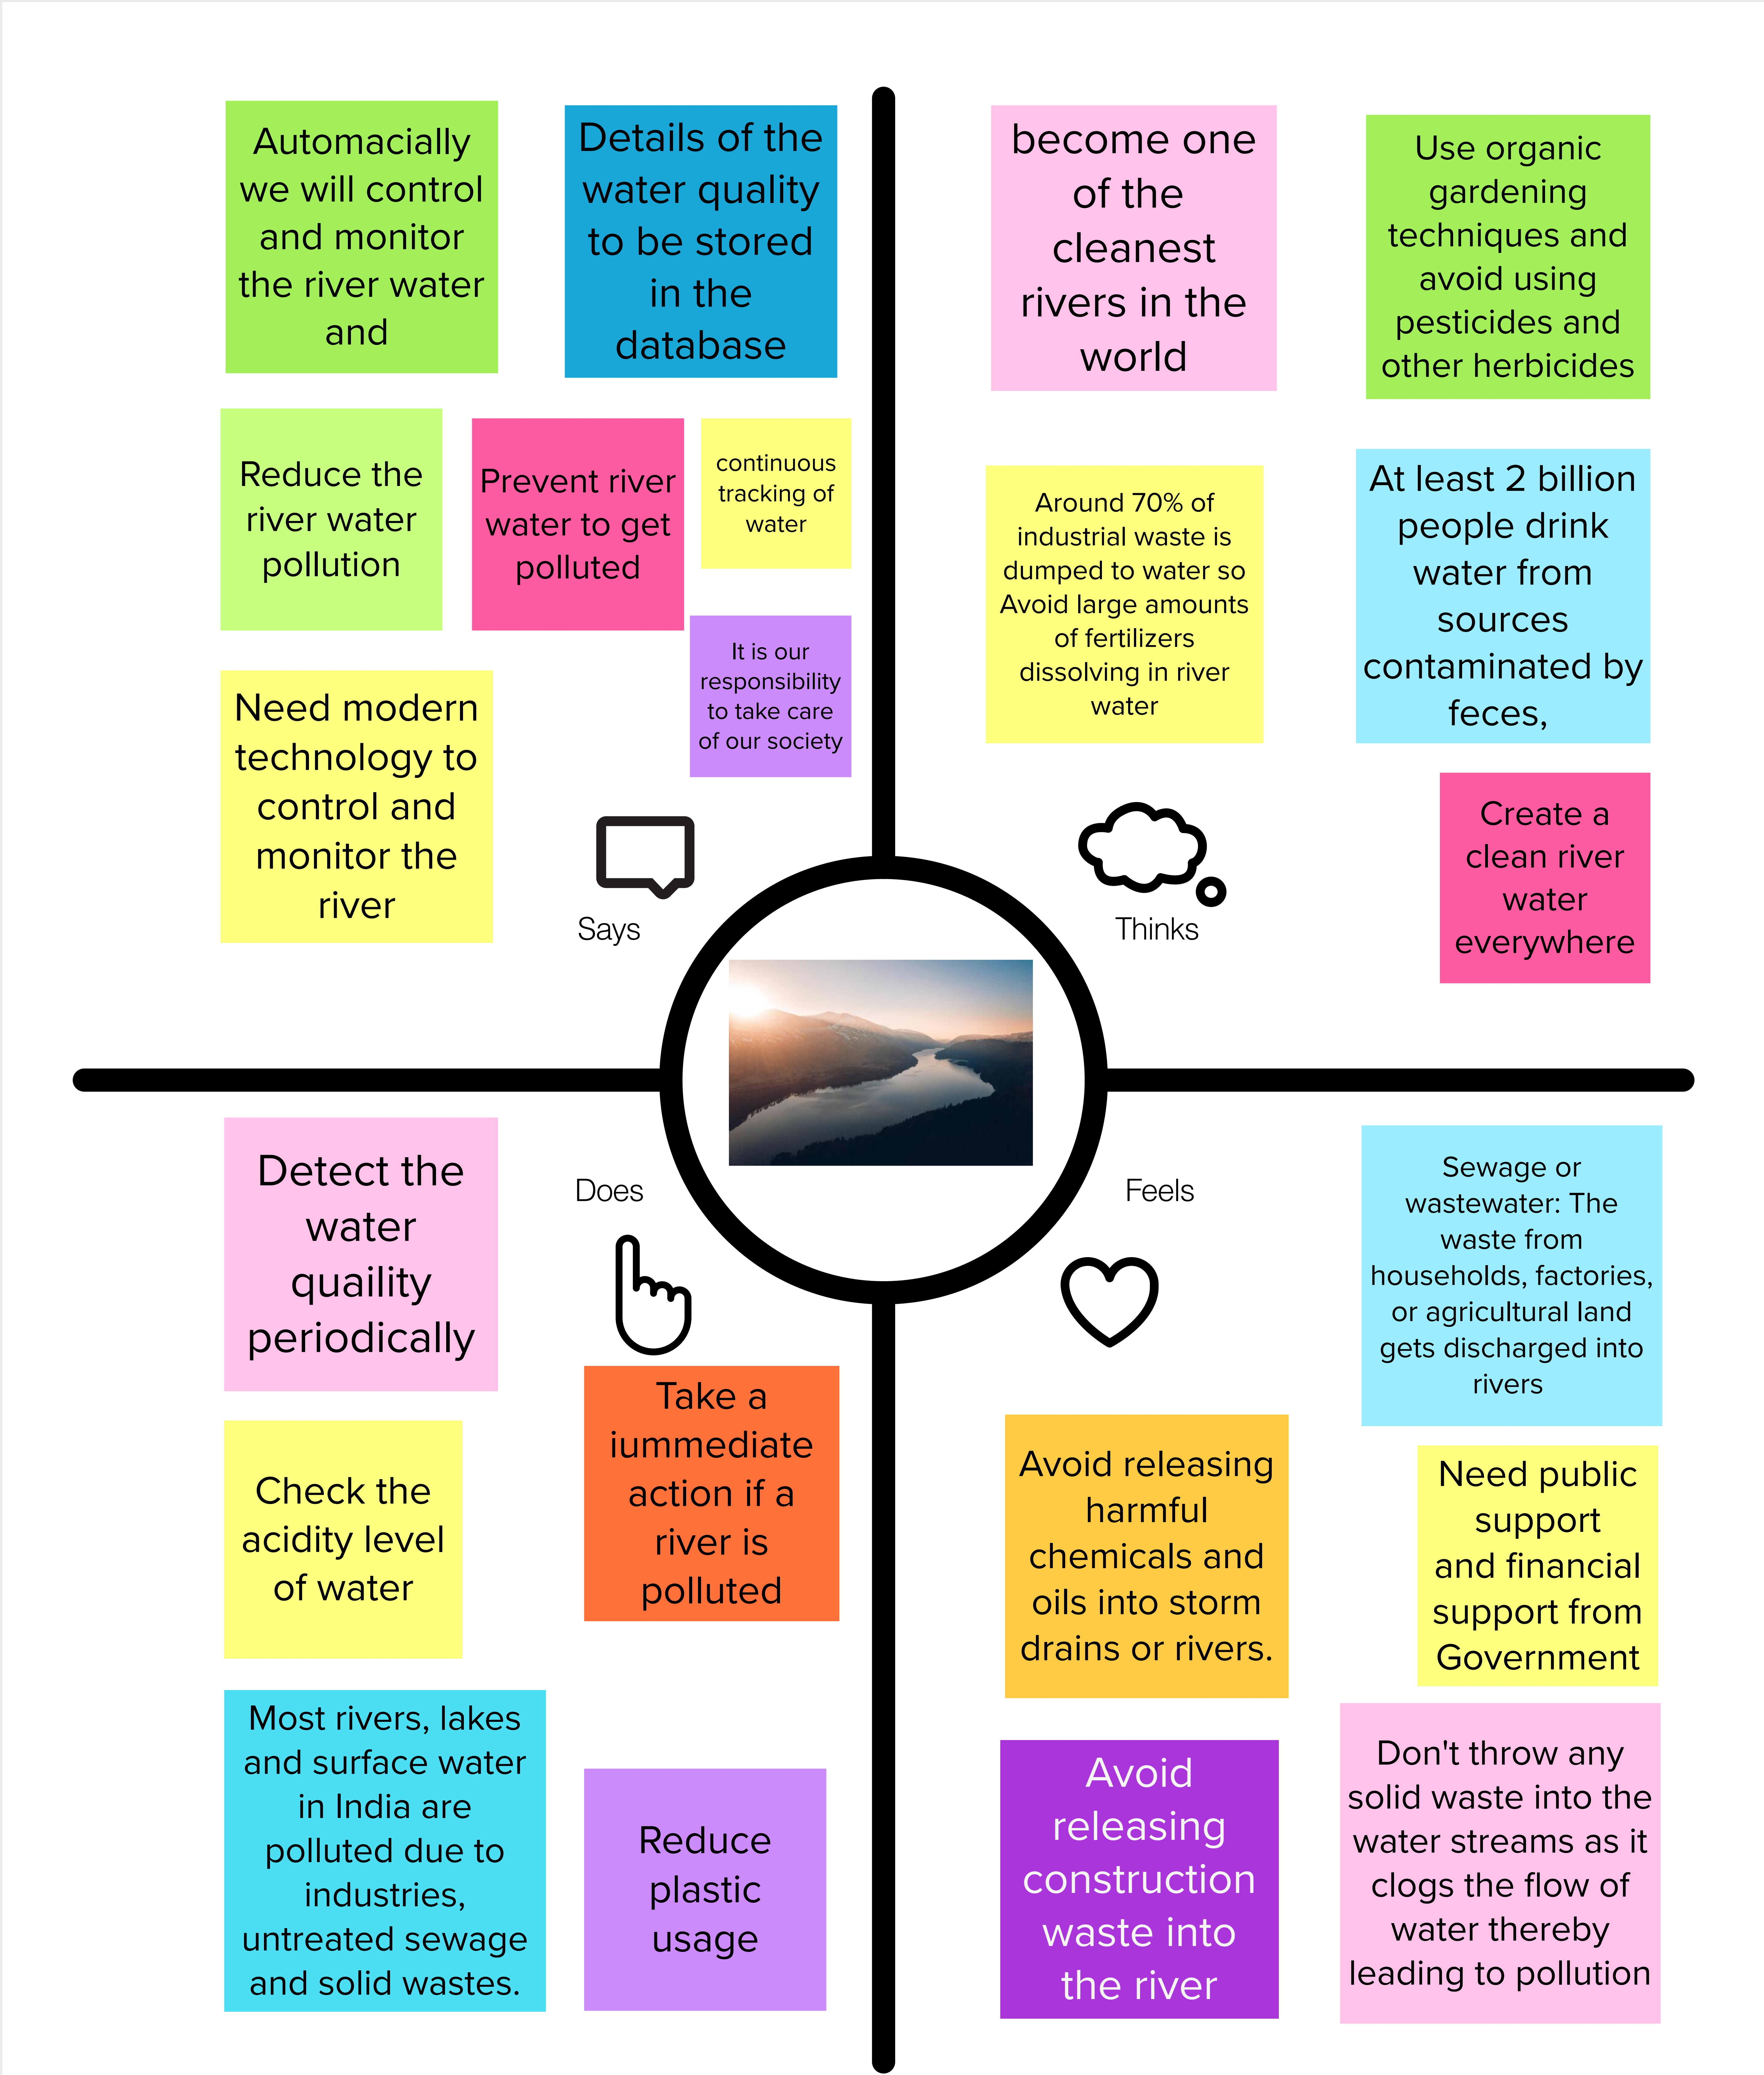 Automacially
we will control
and monitor
the river water
and
Details of the
water quality
to be stored
in the
database
Reduce the
river water
pollution
Prevent river
water to get
polluted
continuous
tracking of
water
It is our
responsibility
to take care
of our society
Need modern
technology to
control and
monitor the
river
Says
become one
of the
cleanest
rivers in the
world
Use organic
gardening
techniques and
avoid using
pesticides and
other herbicides
Around 70% of
industrial waste is
dumped to water so
Avoid large amounts
of fertilizers
dissolving in river
water
At least 2 billion
people drink
water from
sources
contaminated by
feces,
Create a
clean river
water
everywhere
Thinks
Detect the
water
quaility
periodically
Does
Check the
acidity level
of water
Take a
iummediate
action if a
river is
polluted
Most rivers, lakes
and surface water
in India are
polluted due to
industries,
untreated sewage
and solid wastes.
Reduce
plastic
usage
Feels
Sewage or
wastewater: The
waste from
households, factories,
or agricultural land
gets discharged into
rivers
Avoid releasing
harmful
chemicals and
oils into storm
drains or rivers.
Need public
support
and financial
support from
Government
Avoid
releasing
construction
waste into
the river
Don't throw any
solid waste into the
water streams as it
clogs the flow of
water thereby
leading to pollution